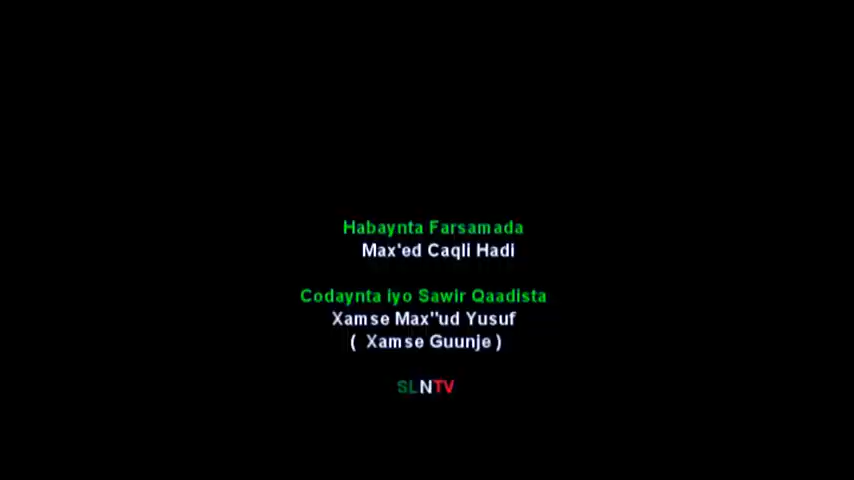 Habaynta Farsamada
Max'ed Caqli Hadi
Codaynta iyo Sawir Qaadista
Xamse Max"ud Yusuf
( Xamse Guunje )
SLNTV